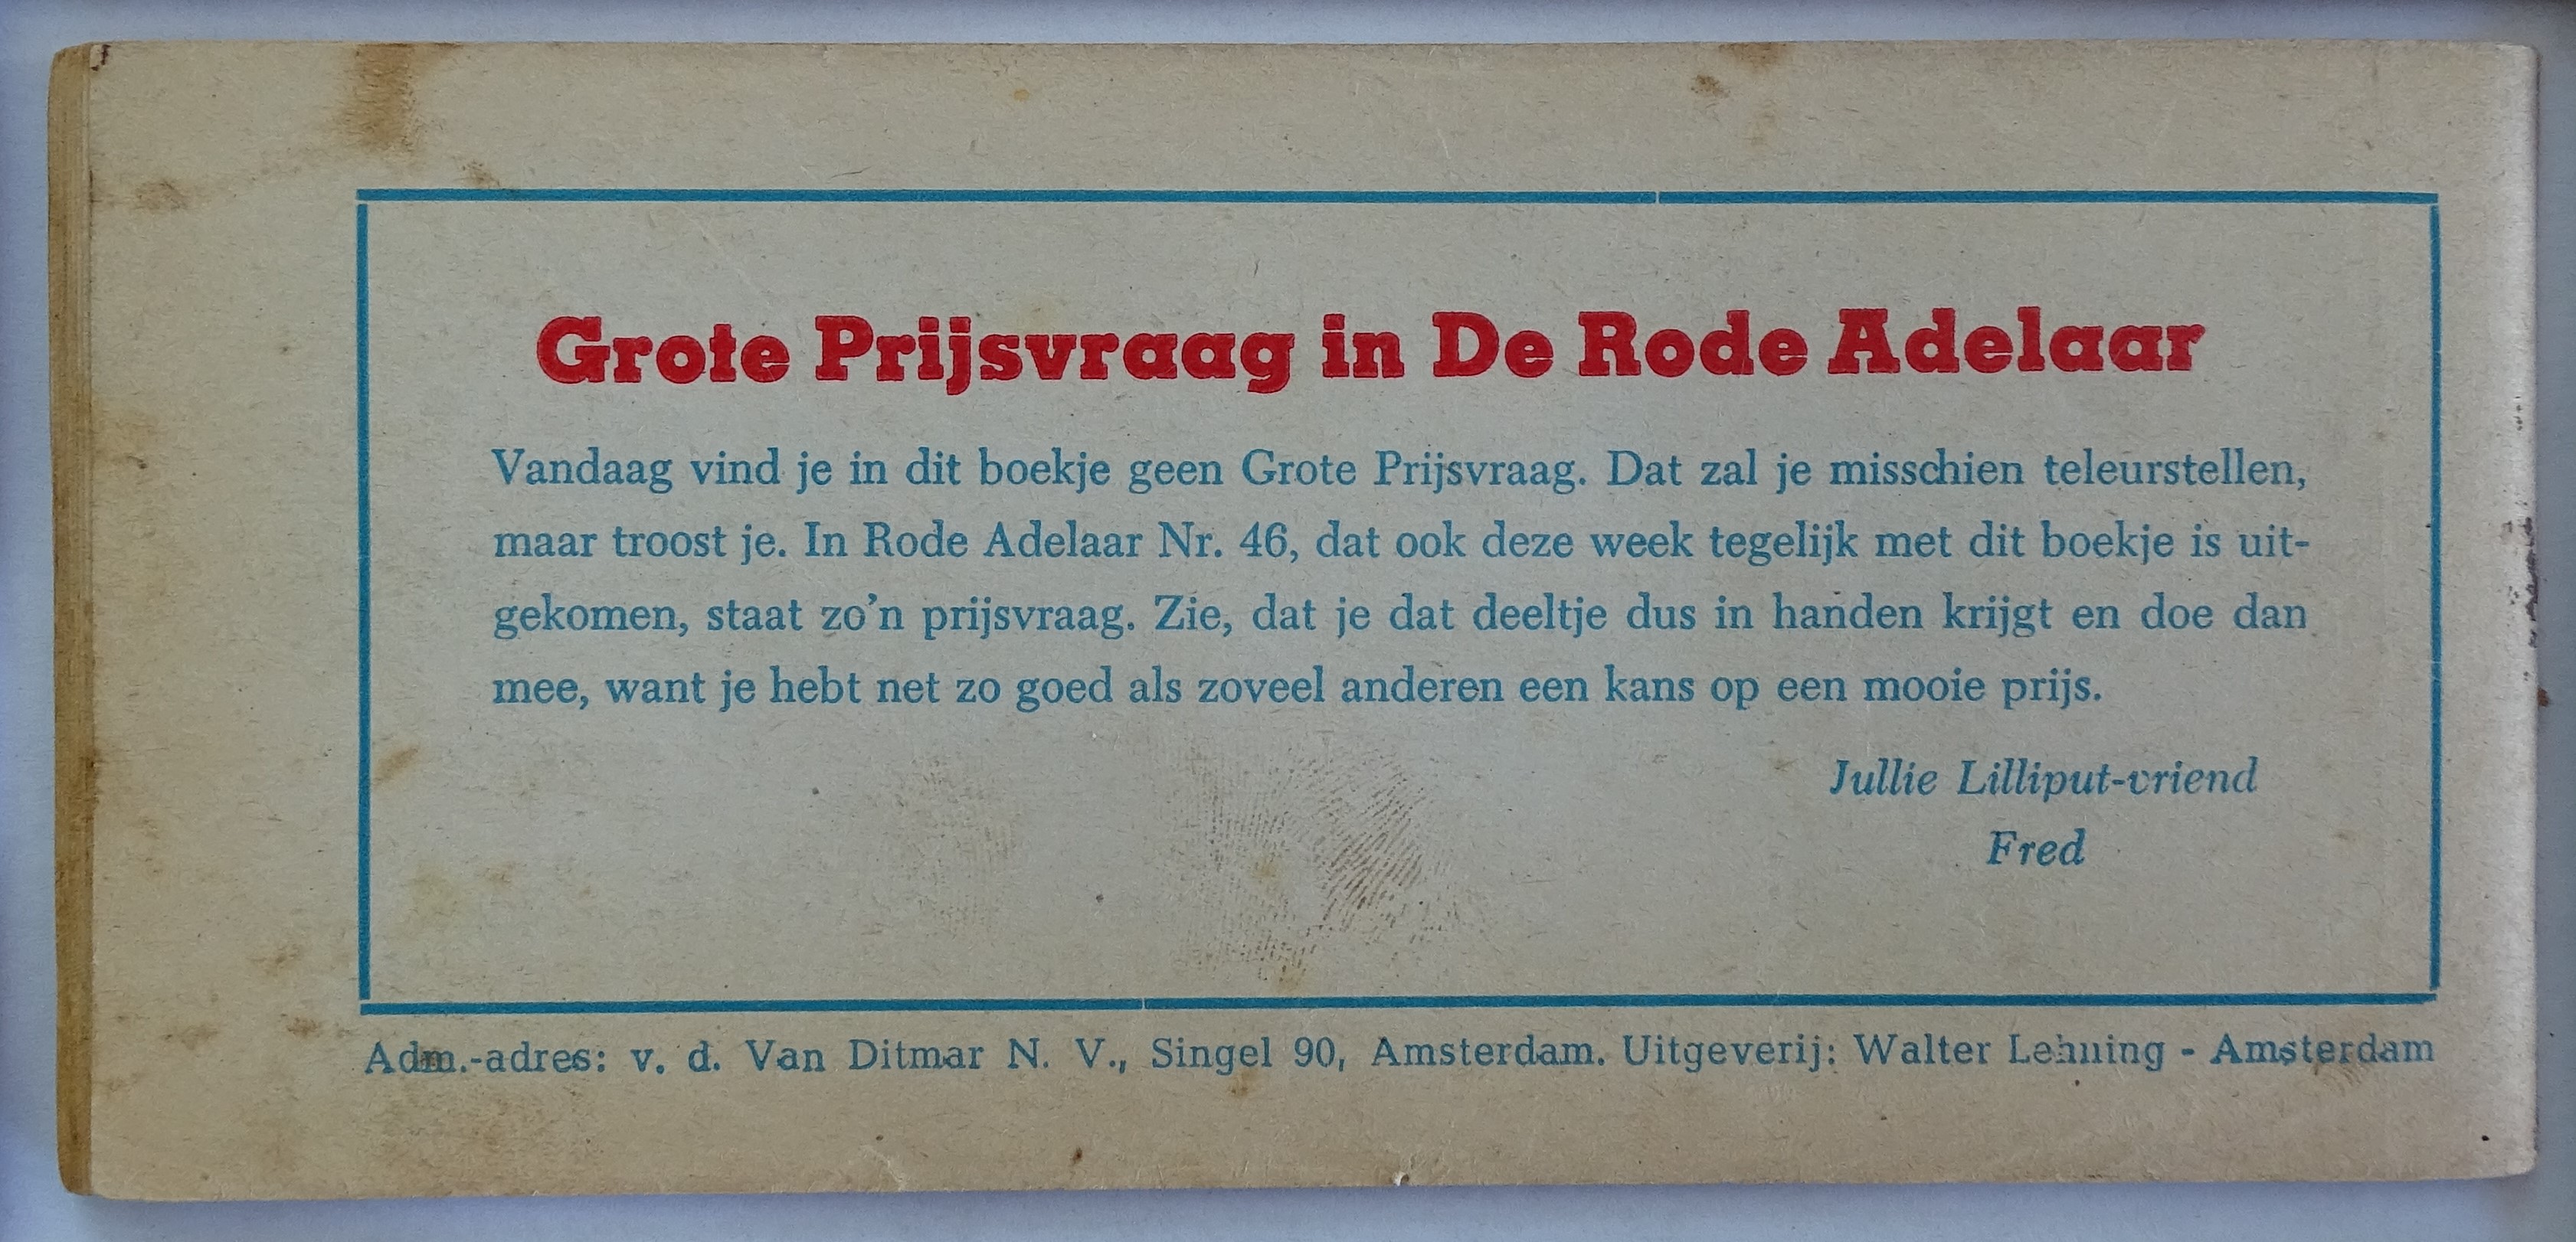 Grote Prijsvraag in De Rode Adelaar
Vandaag vind je in dit boekje geen Grote Prijsvraag. Dat zal je misschien teleurstellen,
maar troost je. In Rode Adelaar Nr. 46, dat ook deze week tegelijk met dit boekje is uit-
gekomen, staat zo'n prijsvraag. Zie, dat je dat deeltje dus in handen krijgt en doe dan
mee, want je hebt net zo goed als zoveel anderen een kans op een mooie prijs.
Jullie Lilliput-vriend
Fred
Adm.-adres: v. d. Van Ditmar N. V., Singel 90, Amsterdam. Uitgeverij: Walter Lehning - Amsterdam